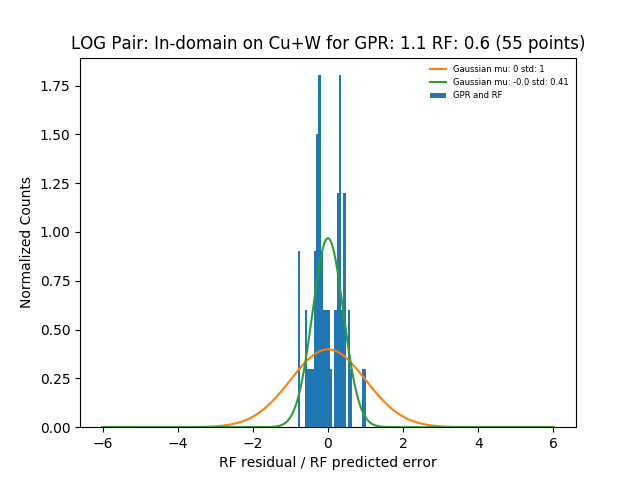 LOG Pair: In-domain on Cu+W for GPR: 1.1 RF: 0.6 (55 points)
Gaussian mu: 0 std: 1
Gaussian mu: -0.0 std: 0.41
GPR and RF
Normalized Counts
1.75
1.50
1.25
1.00
0.75
0.50
0.25
0.00
−6 −4 −2 0 2 4 6
RF residual / RF predicted error